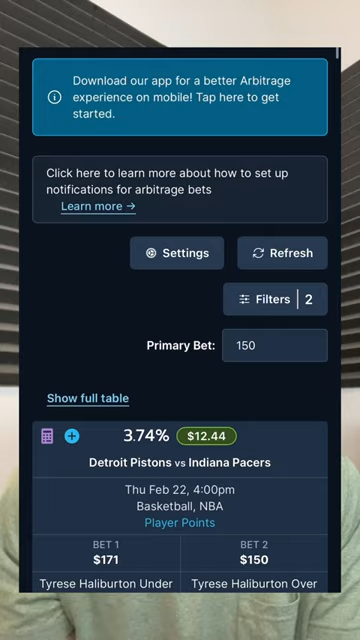 Download our app for a better Arbitrage
experience on mobile! Tap here to get
started.
Click here to learn more about how to set up
notifications for arbitrage bets
Learn more →
Settings
Refresh
Filters | 2
Primary Bet:
150
Show full table
3.74%
$12.44
Detroit Pistons vs Indiana Pacers
Thu Feb 22, 4:00pm
Basketball, NBA
Player Points
BET 1
BET 2
$171
$150
Tyrese Haliburton Under
Tyrese Haliburton Over